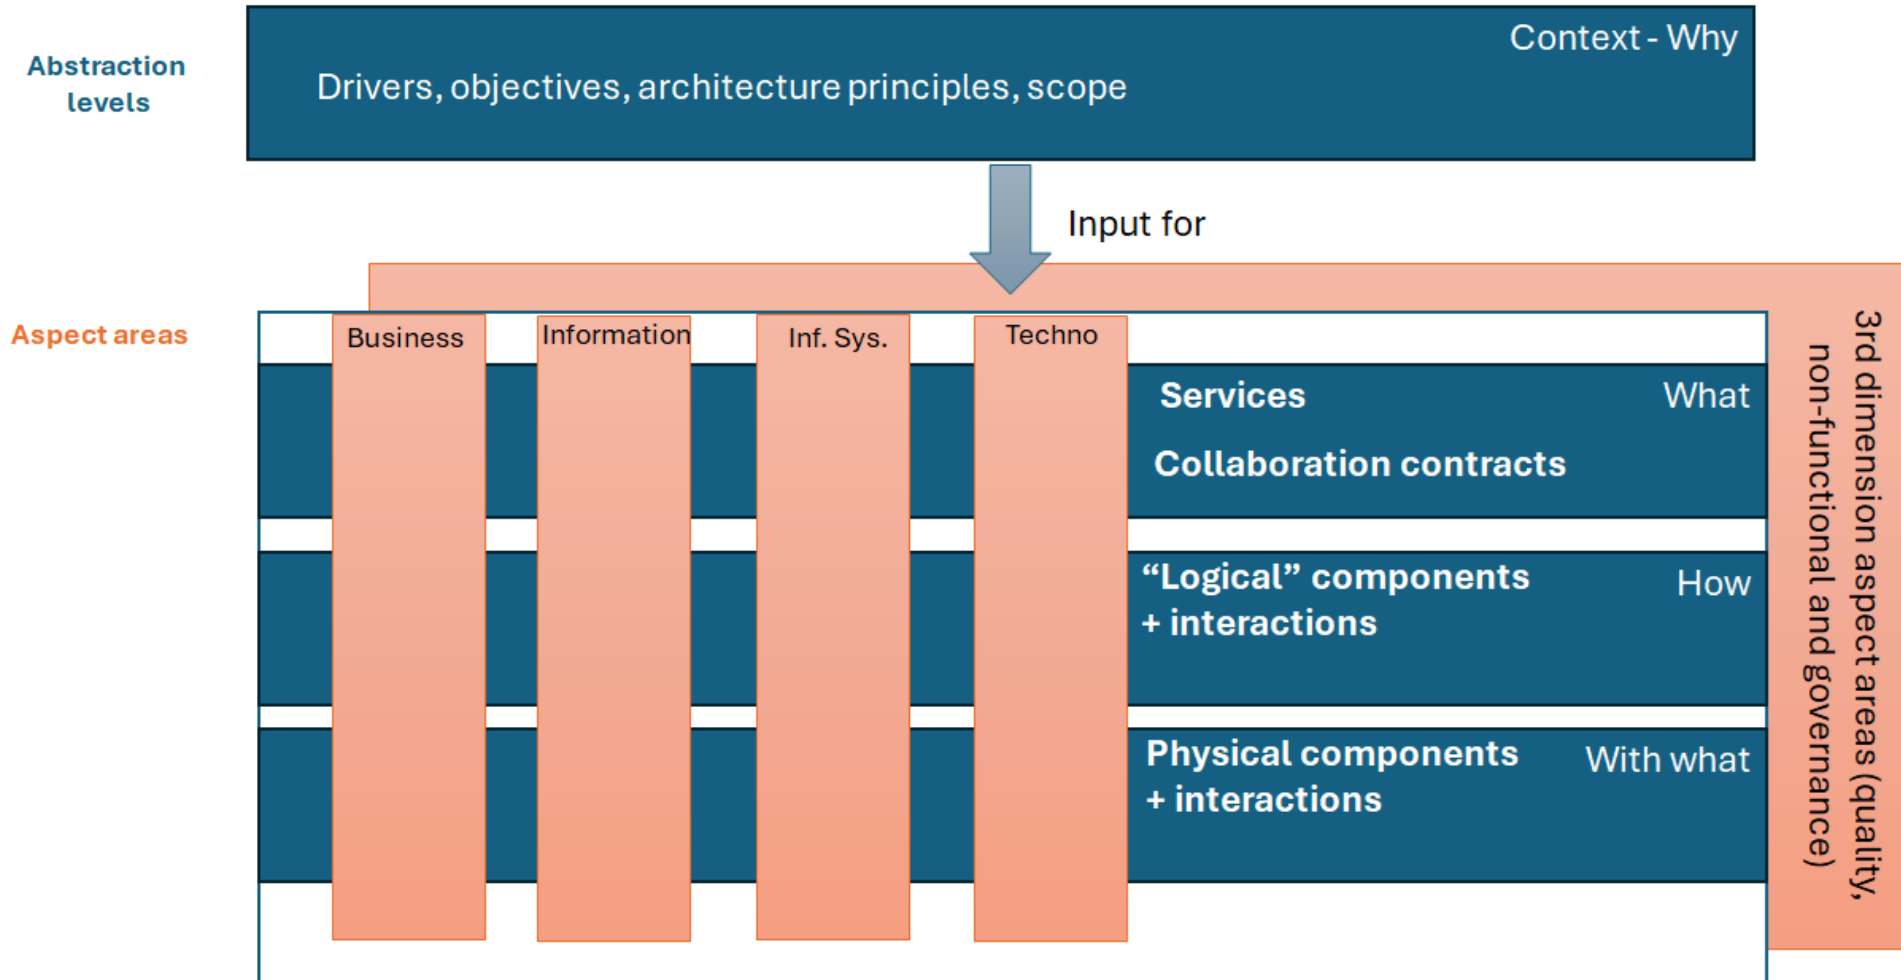 Abstraction
levels
Context - Why
Drivers, objectives, architecture principles, scope
Input for
Aspect areas
Business
Information
Inf. Sys.
Techno
Services
What
Collaboration contracts
“Logical” components
+ interactions
How
Physical components
+ interactions
With what
3rd dimension aspect areas (quality,
non-functional and governance)